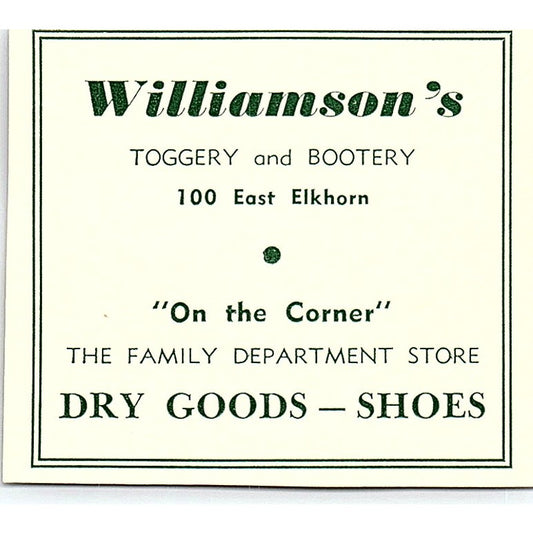 Williamson's
TOGGERY and BOOTERY
100 East Elkhorn
"On the Corner"
THE FAMILY DEPARTMENT STORE
DRY GOODS — SHOES